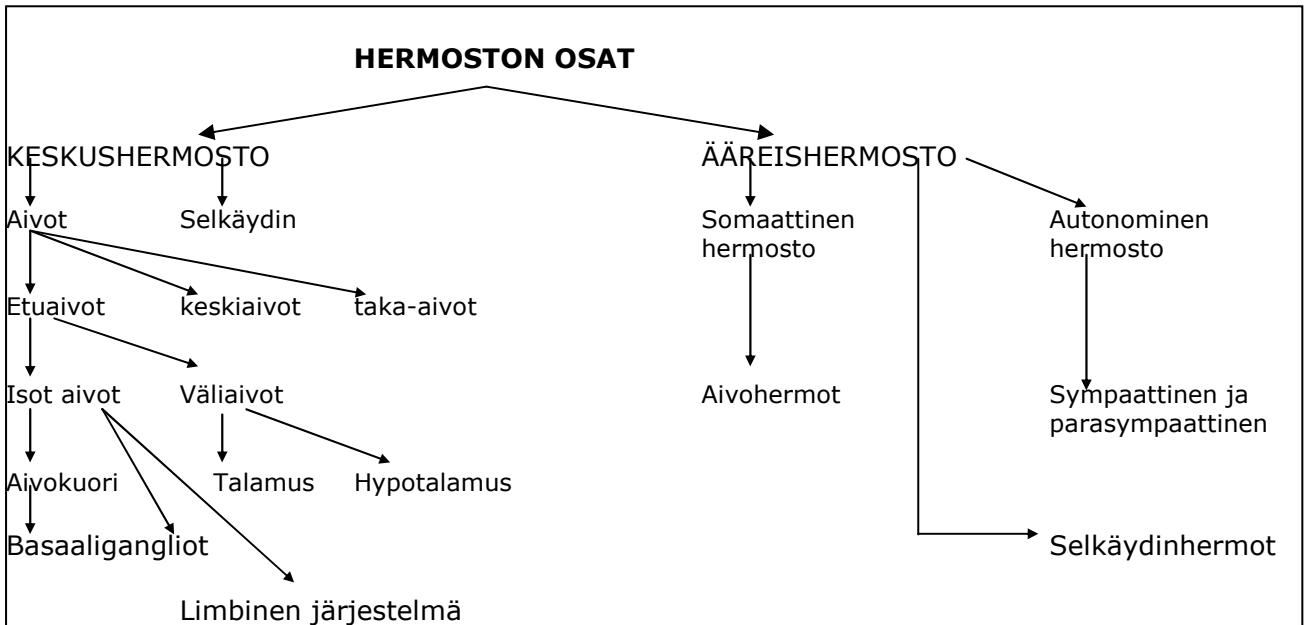 HERMOSTON OSAT
KESKUSHERMOSTO
ÄÄREISHERMOSTO
Aivot
Selkäydin
Somaattinen
hermosto
Autonominen
hermosto
Etuaivot
keskiaivot
taka-aivot
Isot aivot
Väliaivot
Aivohermot
Sympaattinen ja
parasympaattinen
Aivokuori
Talamus
Hypotalamus
Basaaligangliot
Selkäydinhermot
Limbinen järjestelmä